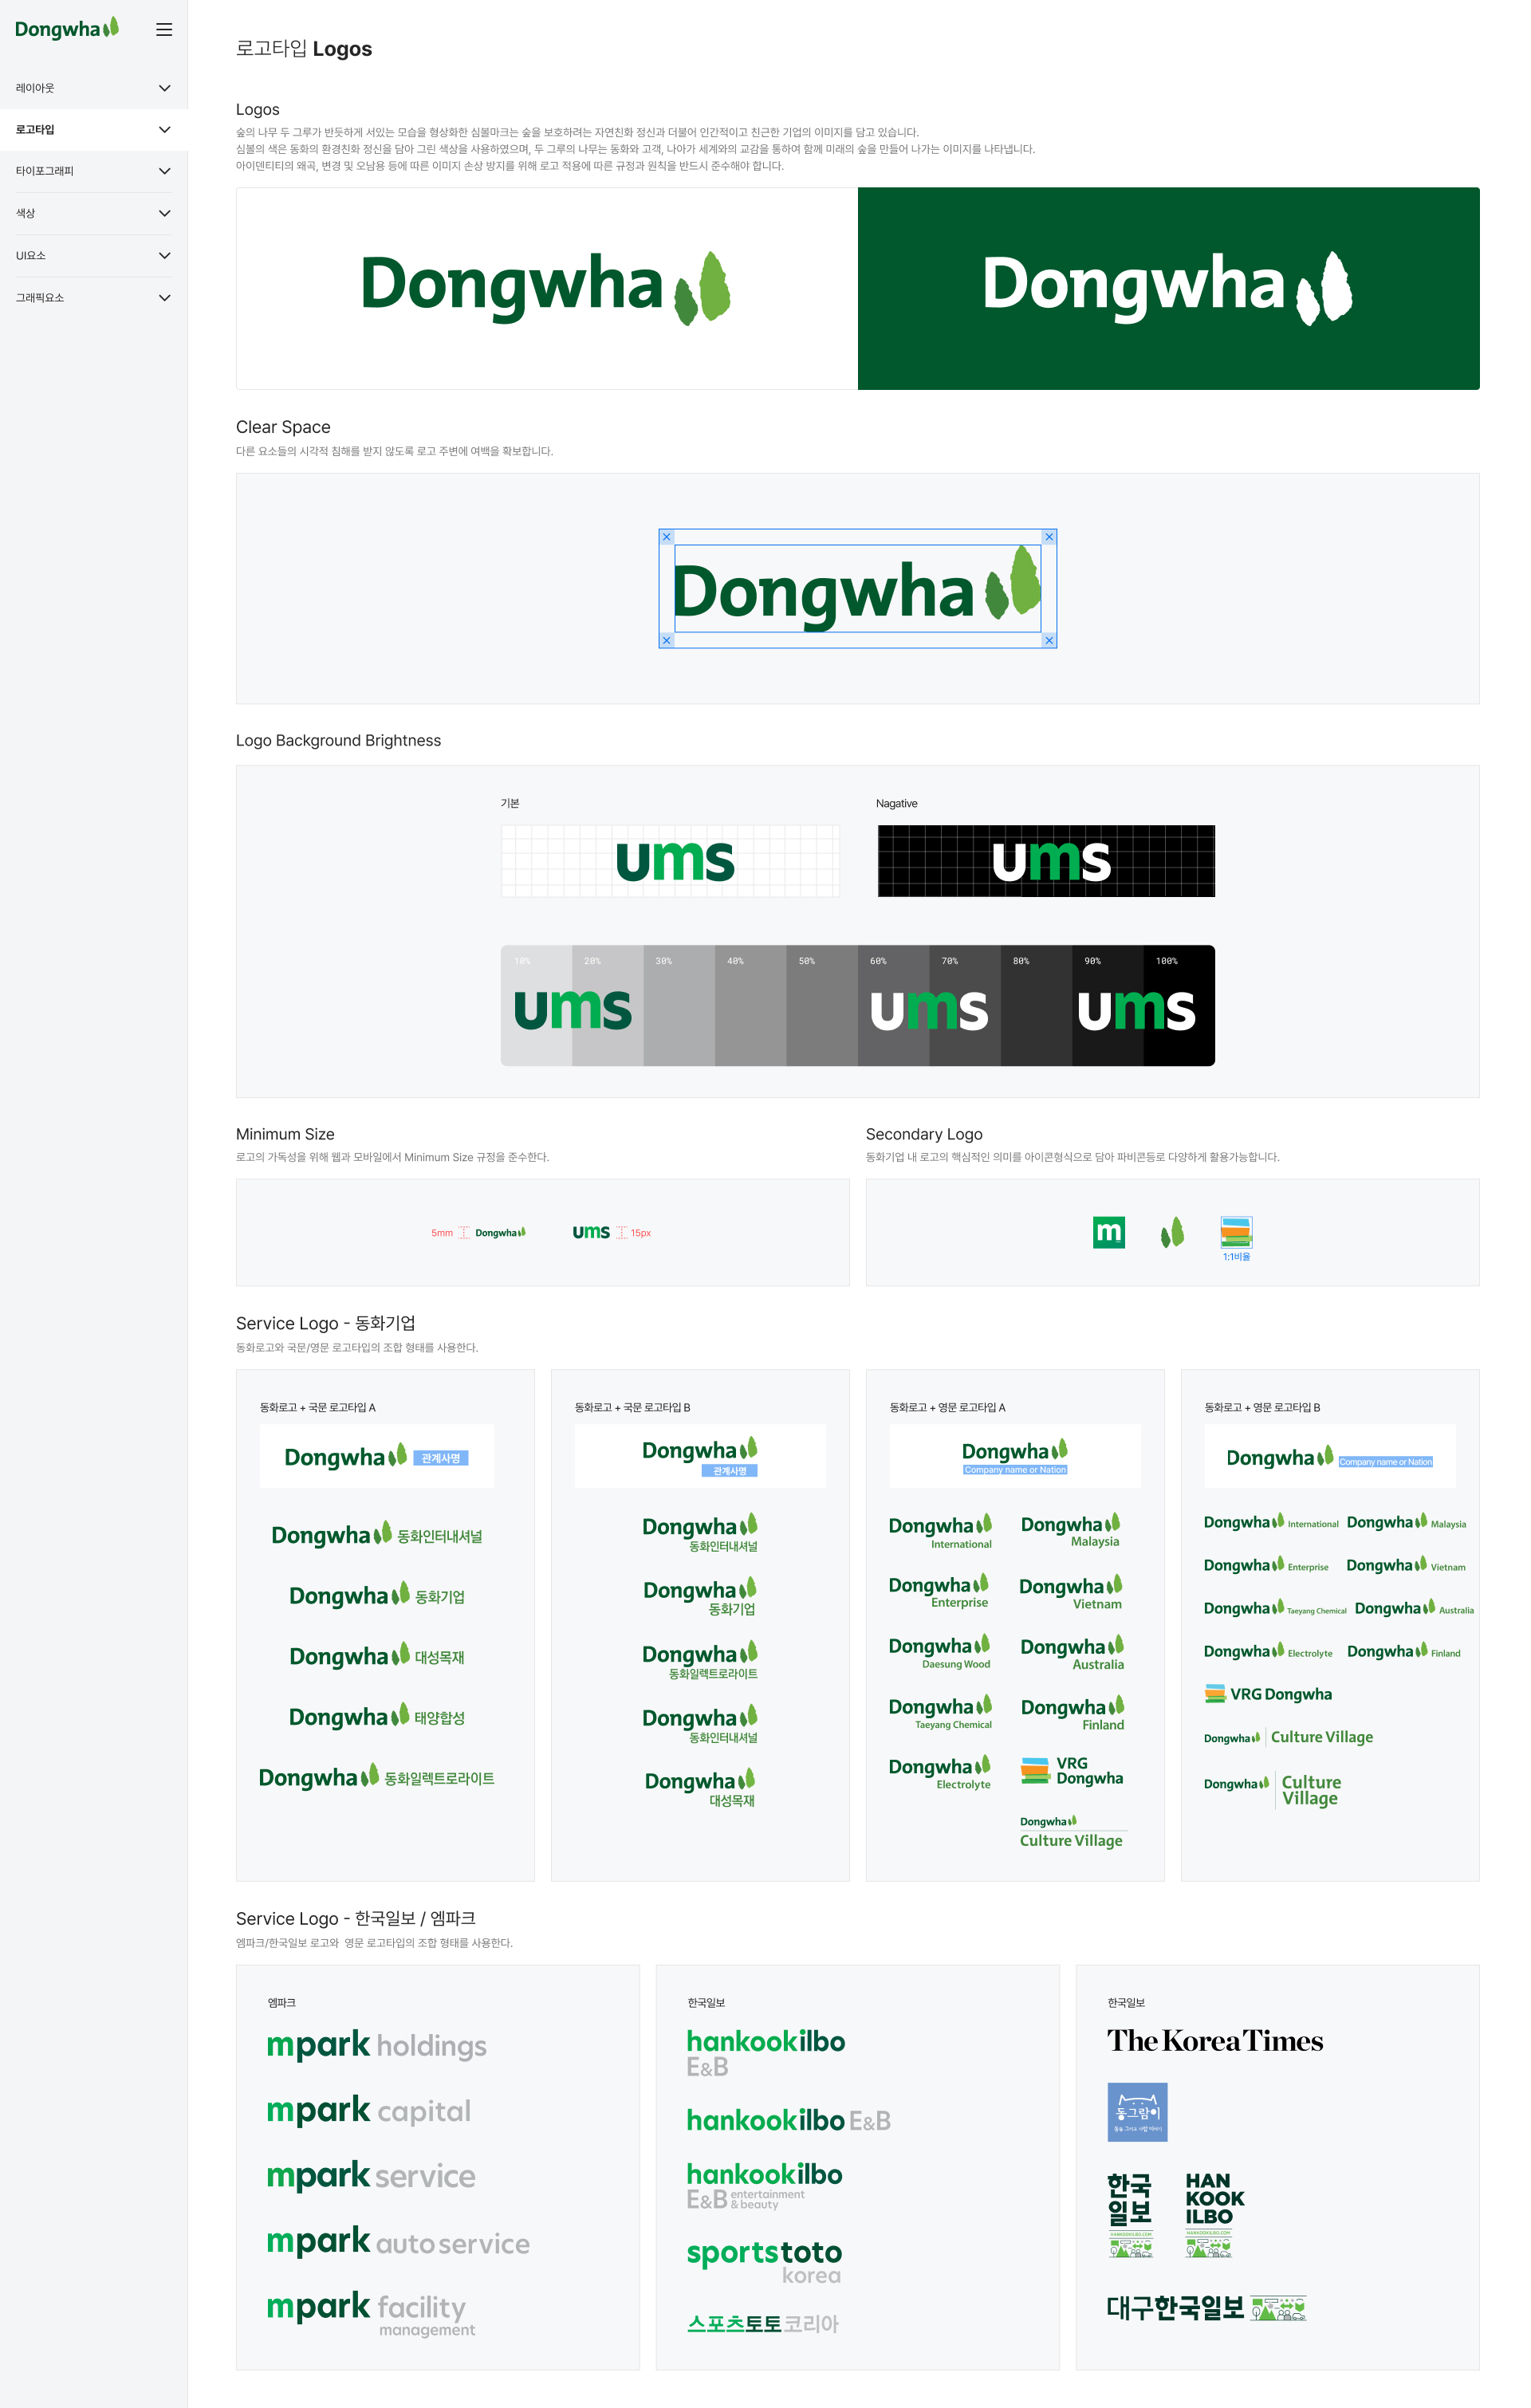 Dongwha
레이아웃
로고타입
타이포그래피
색상
UI요소
그래픽요소
로고타입 Logos
Logos
숲의 나무 두 그루가 반듯하게 서있는 모습을 형상화한 심볼마크는 숲을 보호하려는 자연친화 정신과 더불어 인간적이고 친근한 기업의 이미지를 담고 있습니다.
심볼의 색은 동화의 환경친화 정신을 담아 그린 색상을 사용하였으며, 두 그루의 나무는 동화와 고객, 나아가 세계와의 교감을 통하여 함께 미래의 숲을 만들어 나가는 이미지를 나타냅니다.
아이덴티티의 왜곡, 변경 및 오남용 등에 따른 이미지 손상 방지를 위해 로고 적용에 따른 규정과 원칙을 반드시 준수해야 합니다.
Dongwha
Dongwha
Clear Space
다른 요소들의 시각적 침해를 받지 않도록 로고 주변에 여백을 확보합니다.
Dongwha
Logo Background Brightness
기본
Nagative
ums
ums
10% 20% 30% 40% 50% 60% 70% 80% 90% 100%
ums
ums
ums
Minimum Size
로고의 가독성을 위해 웹과 모바일에서 Minimum Size 규정을 준수한다.
5mm
Dongwha
ums
15px
Secondary Logo
동화기업 내 로고의 핵심적인 의미를 아이콘형식으로 담아 파비콘등로 다양하게 활용가능합니다.
m
1:1비율
Service Logo - 동화기업
동화로고와 국문/영문 로고타입의 조합 형태를 사용한다.
동화로고 + 국문 로고타입 A
Dongwha 관계사명
Dongwha 동화인터내셔널
Dongwha 동화기업
Dongwha 대성목재
Dongwha 태양합성
Dongwha 동화일렉트로라이트
동화로고 + 국문 로고타입 B
Dongwha
관계사명
Dongwha
동화인터내셔널
Dongwha
동화기업
Dongwha
동화일렉트로라이트
Dongwha
동화인터내셔널
Dongwha
대성목재
동화로고 + 영문 로고타입 A
Dongwha
Company name or Nation
Dongwha
International
Dongwha
Malaysia
Dongwha
Enterprise
Dongwha
Vietnam
Dongwha
Daesung Wood
Dongwha
Australia
Dongwha
Taeyang Chemical
Dongwha
Finland
Dongwha
Electrolyte
VRG
Dongwha
Dongwha
Culture Village
동화로고 + 영문 로고타입 B
Dongwha Company name or Nation
Dongwha International
Dongwha Malaysia
Dongwha Enterprise
Dongwha Vietnam
Dongwha Taeyang Chemical
Dongwha Australia
Dongwha Electrolyte
Dongwha Finland
VRG Dongwha
Dongwha Culture Village
Dongwha Culture
Village
Service Logo - 한국일보 / 엠파크
엠파크/한국일보 로고와 영문 로고타입의 조합 형태를 사용한다.
엠파크
mpark holdings
mpark capital
mpark service
mpark auto service
mpark facility
management
한국일보
hankookilbo
E&B
hankookilbo E&B
hankookilbo
E&B entertainment
& beauty
sportstoto
korea
스포츠토토 코리아
한국일보
The Korea Times
동그람이
한국
일보
HANKOOKILBO.COM
HAN
KOOK
ILBO
HANKOOKILBO.COM
대구한국일보